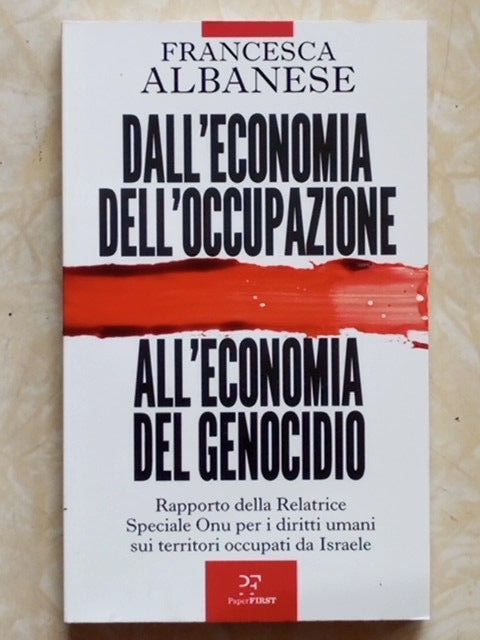 FRANCESCA
ALBANESE
DALL'ECONOMIA
DELL'OCCUPAZIONE
ALL'ECONOMIA
DEL GENOCIDIO
Rapporto della Relatrice
Speciale Onu per i diritti umani
sui territori occupati da Israele
PF
PaperFIRST